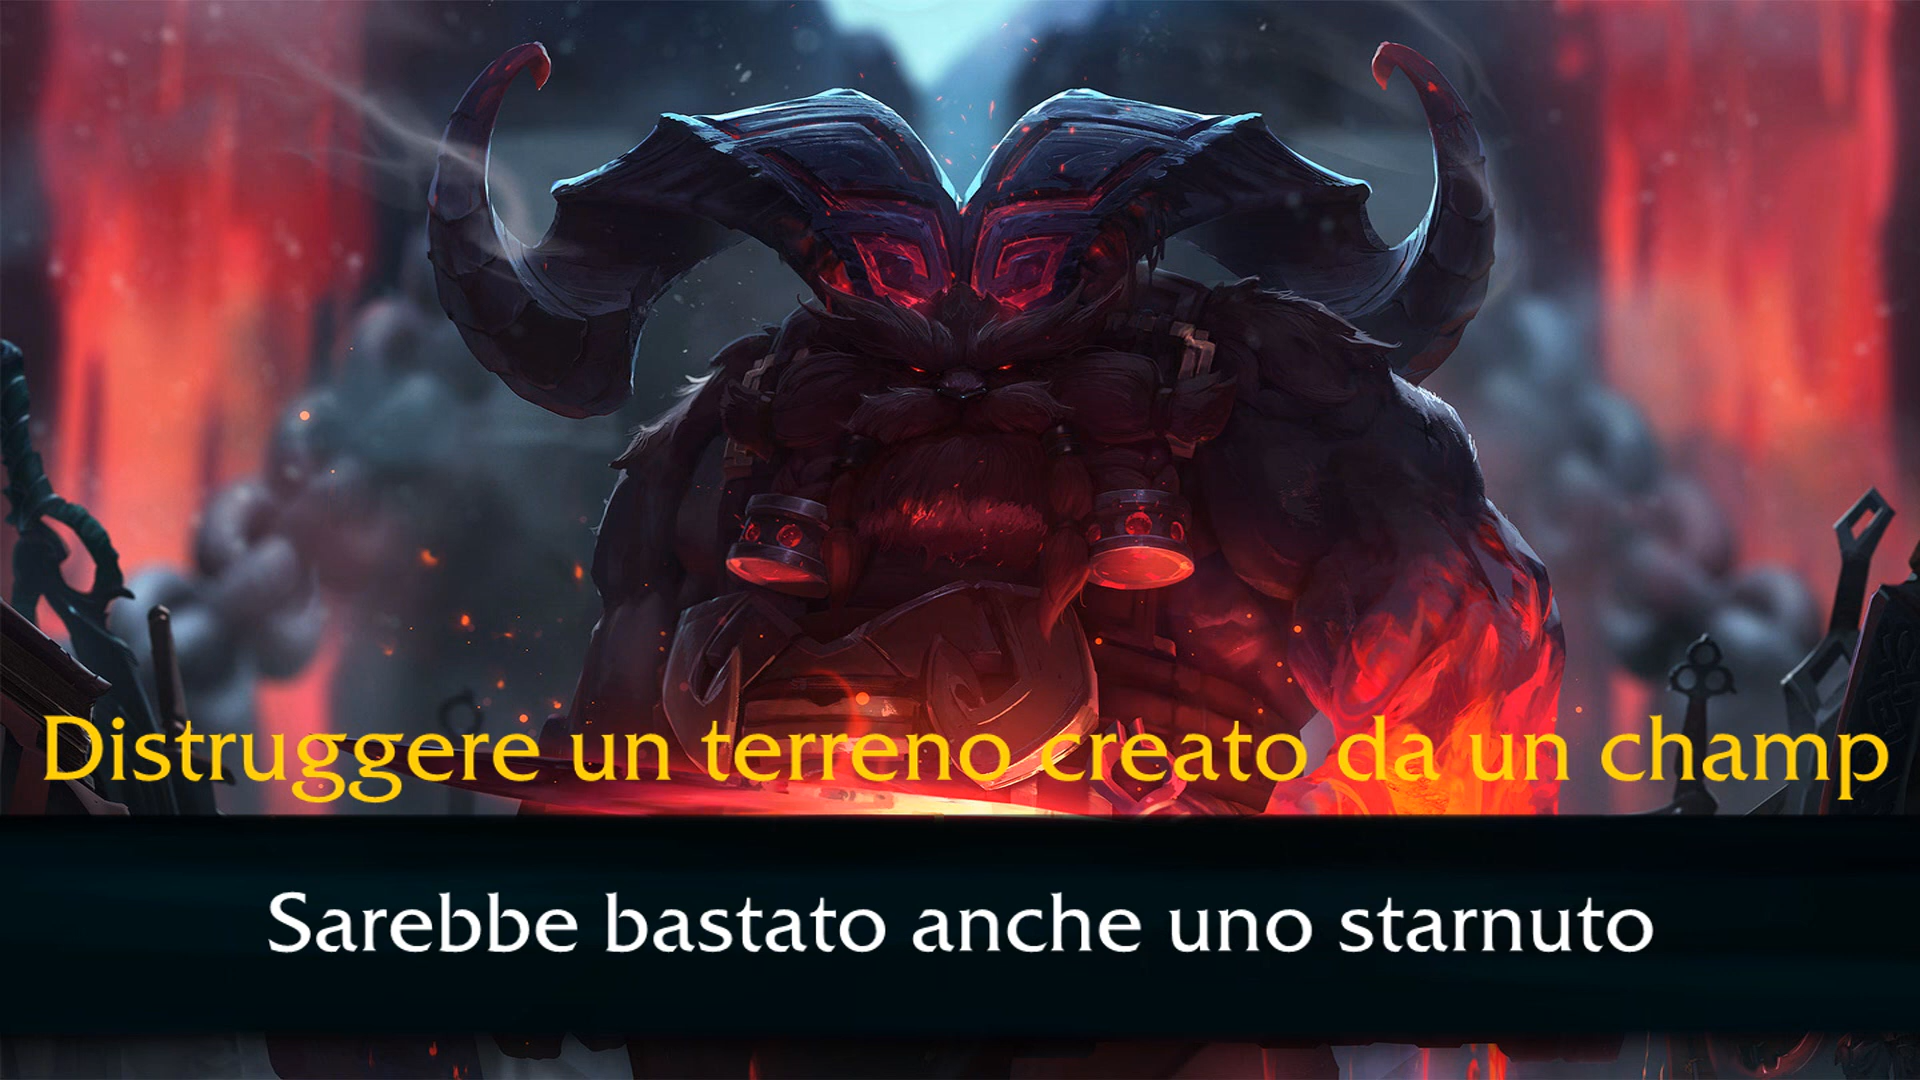 Distruggere un terreno creato da un champ
Sarebbe bastato anche uno starnuto